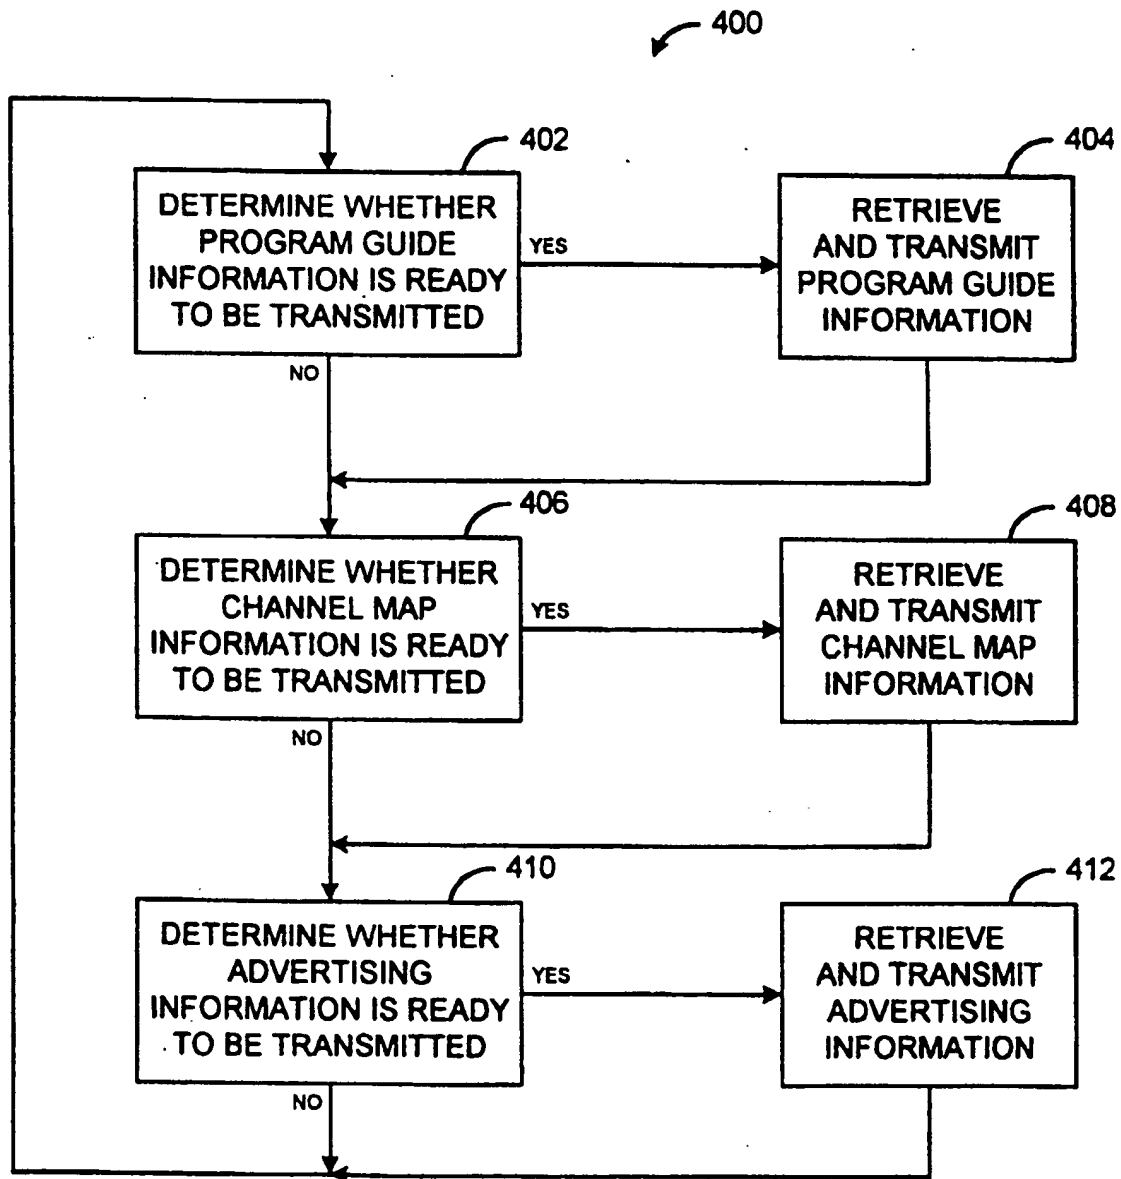 400
402
DETERMINE WHETHER
PROGRAM GUIDE
INFORMATION IS READY
TO BE TRANSMITTED
YES
404
RETRIEVE
AND TRANSMIT
PROGRAM GUIDE
INFORMATION
NO
406
DETERMINE WHETHER
CHANNEL MAP
INFORMATION IS READY
TO BE TRANSMITTED
YES
408
RETRIEVE
AND TRANSMIT
CHANNEL MAP
INFORMATION
NO
410
DETERMINE WHETHER
ADVERTISING
INFORMATION IS READY
TO BE TRANSMITTED
YES
412
RETRIEVE
AND TRANSMIT
ADVERTISING
INFORMATION
NO